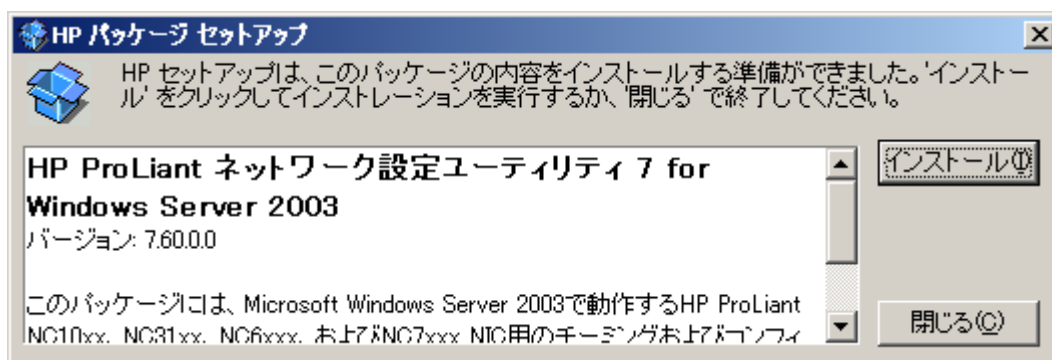 HP パッケージ セットアップ
HP セットアップは、このパッケージの内容をインストールする準備ができました。'インストー
ル' をクリックしてインストレーションを実行するか、'閉じる' で終了してください。
HP ProLiant ネットワーク設定ユーティリティ 7 for
Windows Server 2003
バージョン: 7.60.0.0
このパッケージには、Microsoft Windows Server 2003で動作するHP ProLiant
NC10xx, NC31xx, NC6xxx, およびNC7xxx NIC用のチーミングおよびコンフィ
インストール(I)
閉じる(C)